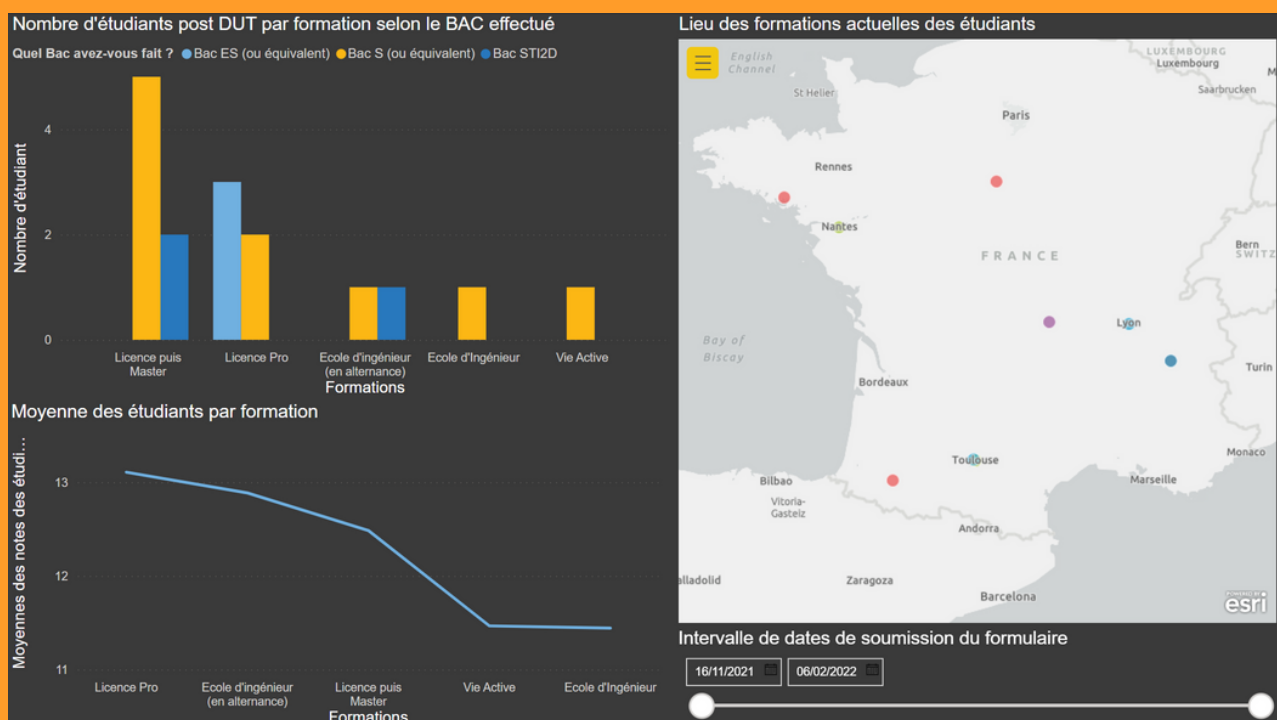 Nombre d'étudiants post DUT par formation selon le BAC effectué
Quel Bac avez-vous fait ? Bac ES (ou équivalent) Bac S (ou équivalent) Bac STI2D
Nombre d'étudiant
4
2
0
Licence puis
Master
Licence Pro
Ecole d'ingénieur
(en alternance)
Ecole d'Ingénieur
Vie Active
Formations
Moyenne des étudiants par formation
Moyennes des notes des étudi...
13
12
11
Licence Pro
Ecole d'ingénieur
(en alternance)
Licence puis
Master
Vie Active
Ecole d'Ingénieur
Formations
Lieu des formations actuelles des étudiants
English
Channel
LUXEMBOURG
Luxembourg
M
St Helier
Saarbrucken
Paris
Rennes
Nantes
FRANCE
Bern
SWITZ
Bay of
Biscay
Lyon
Turin
Bordeaux
Toulouse
Monaco
Bilbao
Marseille
Vitoria-
Gasteiz
Andorra
alladolid
Zaragoza
Barcelona
POWERED BY
esri
Intervalle de dates de soumission du formulaire
16/11/2021 06/02/2022